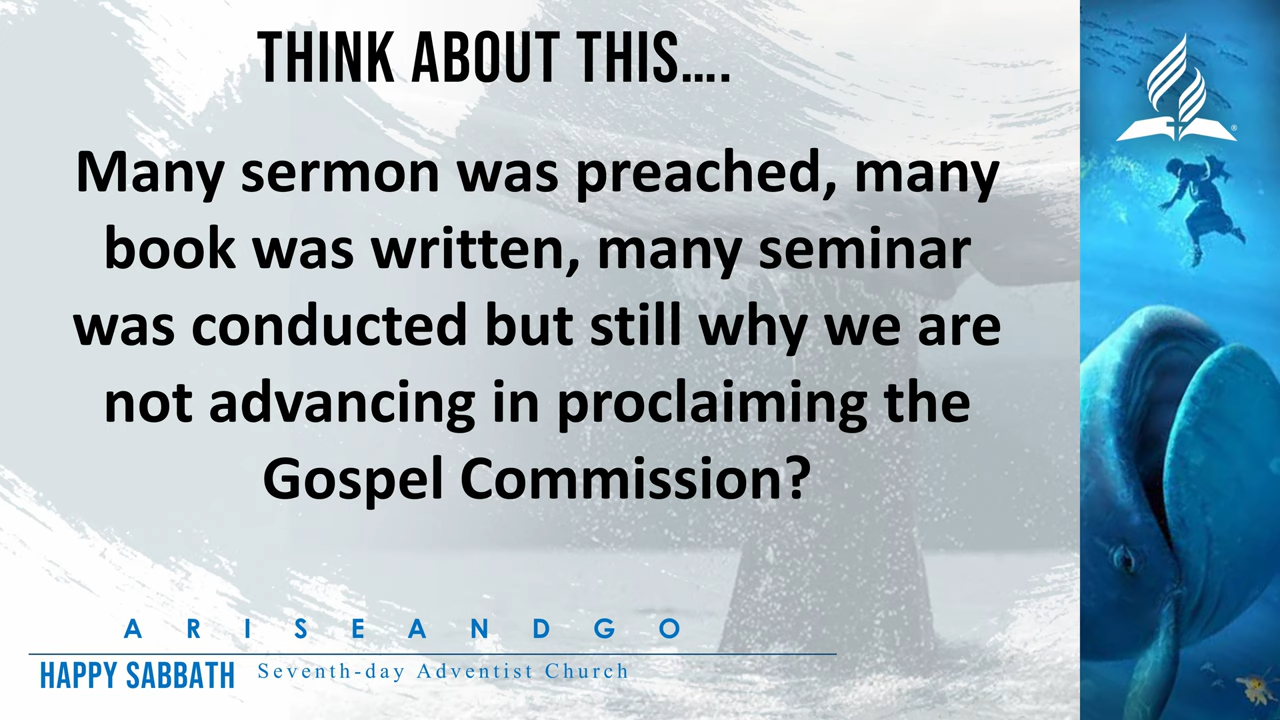 THINK ABOUT THIS....
Many sermon was preached, many
book was written, many seminar
was conducted but still why we are
not advancing in proclaiming the
Gospel Commission?
A R I S E A N D G O
HAPPY SABBATH Seventh-day Adventist Church
®